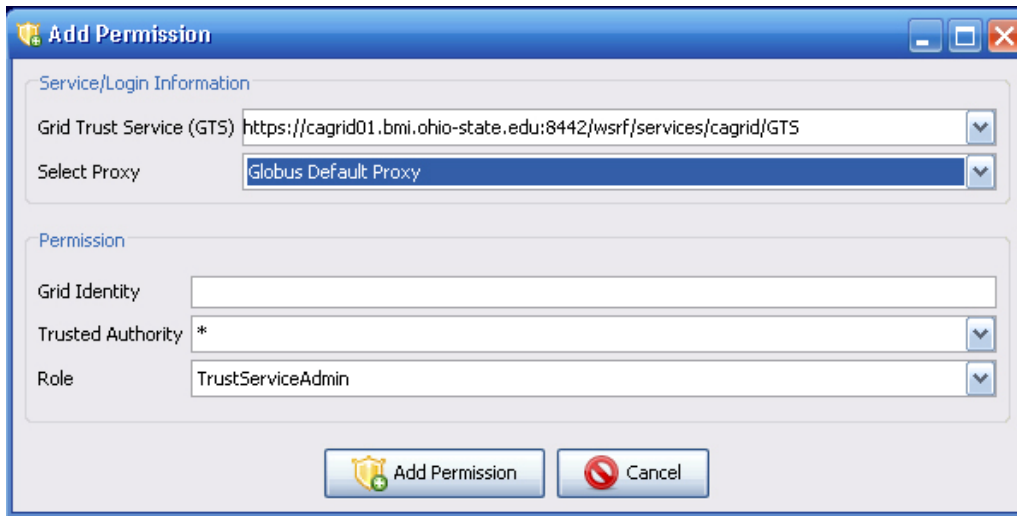 Add Permission
Service/Login Information
Grid Trust Service (GTS) https://cagrid01.bmi.ohio-state.edu:8442/wsrf/services/cagrid/GTS
Select Proxy Globus Default Proxy
Permission
Grid Identity
Trusted Authority *
Role TrustServiceAdmin
Add Permission Cancel